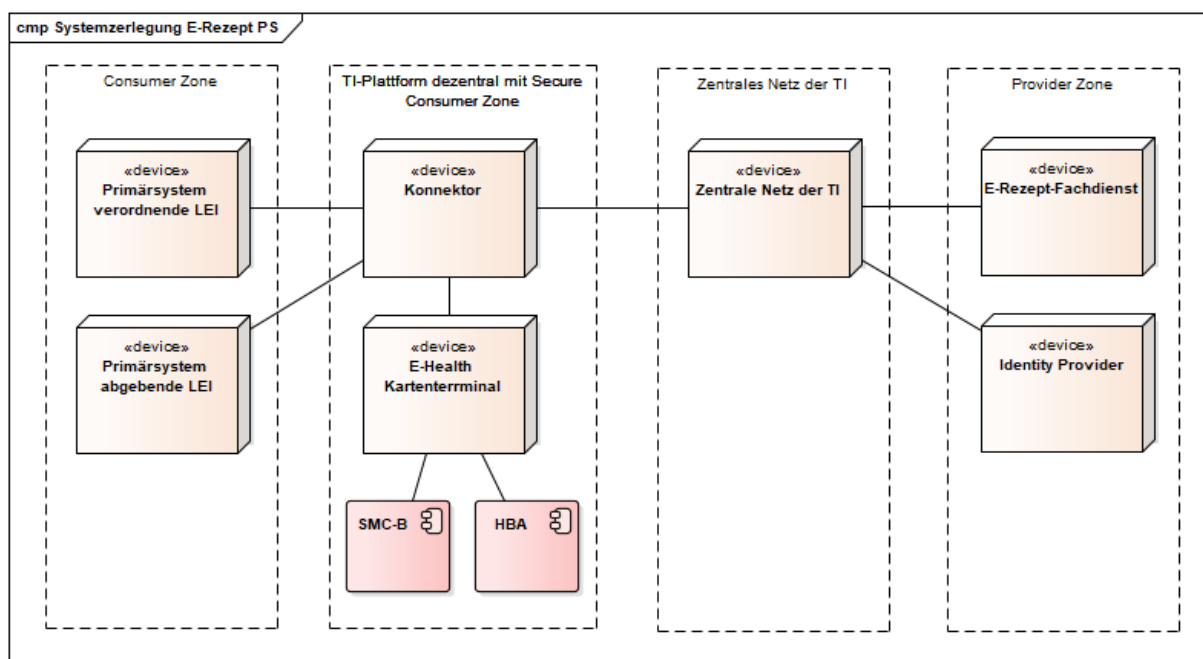 cmp Systemzerlegung E-Rezept PS
Consumer Zone
«device»
Primärsystem
verordnende LEI
«device»
Primärsystem
abgebende LEI
TI-Plattform dezentral mit Secure
Consumer Zone
«device»
Konnektor
«device»
E-Health
Kartenterrminal
SMC-B
HBA
Zentrales Netz der TI
«device»
Zentrale Netz der TI
Provider Zone
«device»
E-Rezept-Fachdienst
«device»
Identity Provider